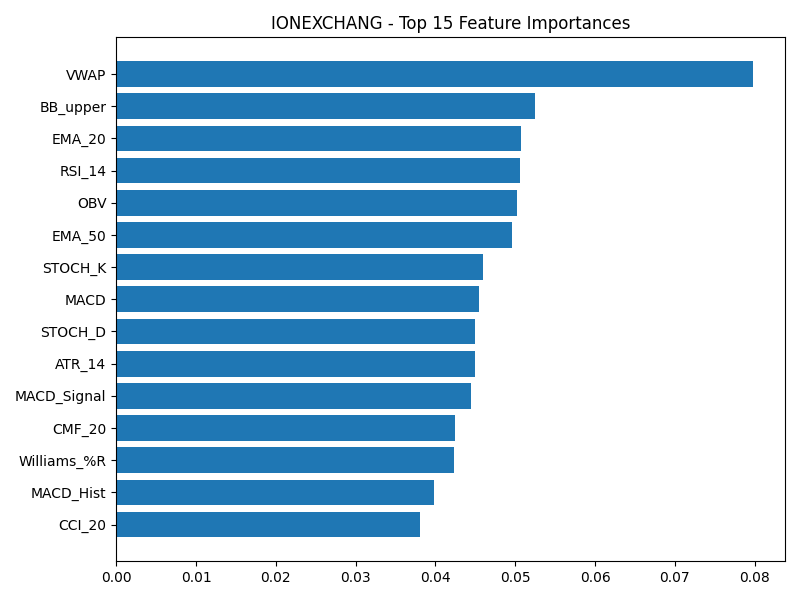 IONEXCHANG - Top 15 Feature Importances
VWAP
BB_upper
EMA_20
RSI_14
OBV
EMA_50
STOCH_K
MACD
STOCH_D
ATR_14
MACD_Signal
CMF_20
Williams_%R
MACD_Hist
CCI_20
0.00 0.01 0.02 0.03 0.04 0.05 0.06 0.07 0.08